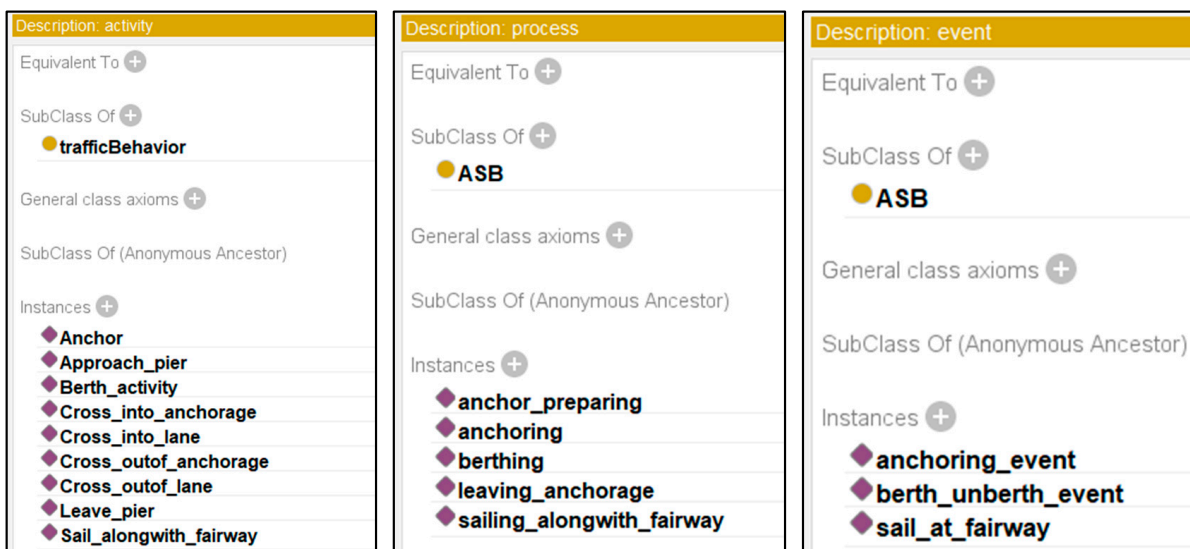 Description: activity
Equivalent To
SubClass Of
trafficBehavior
General class axioms
SubClass Of (Anonymous Ancestor)
Instances
Anchor
Approach_pier
Berth_activity
Cross_into_anchorage
Cross_into_lane
Cross_outof_anchorage
Cross_outof_lane
Leave_pier
Sail_alongwith_fairway
Description: process
Equivalent To
SubClass Of
ASB
General class axioms
SubClass Of (Anonymous Ancestor)
Instances
anchor_preparing
anchoring
berthing
leaving_anchorage
sailing_alongwith_fairway
Description: event
Equivalent To
SubClass Of
ASB
General class axioms
SubClass Of (Anonymous Ancestor)
Instances
anchoring_event
berth_unberth_event
sail_at_fairway